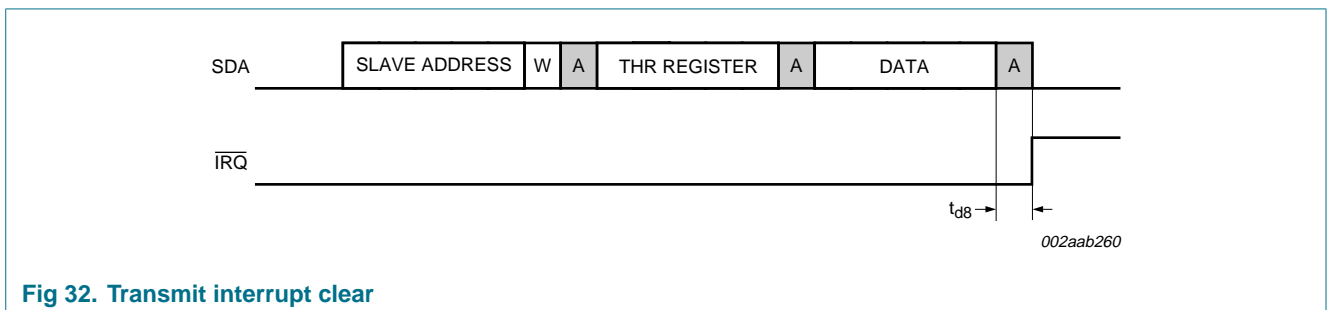 SDA SLAVE ADDRESS W A THR REGISTER A DATA A
IRQ
td8
002aab260
Fig 32. Transmit interrupt clear